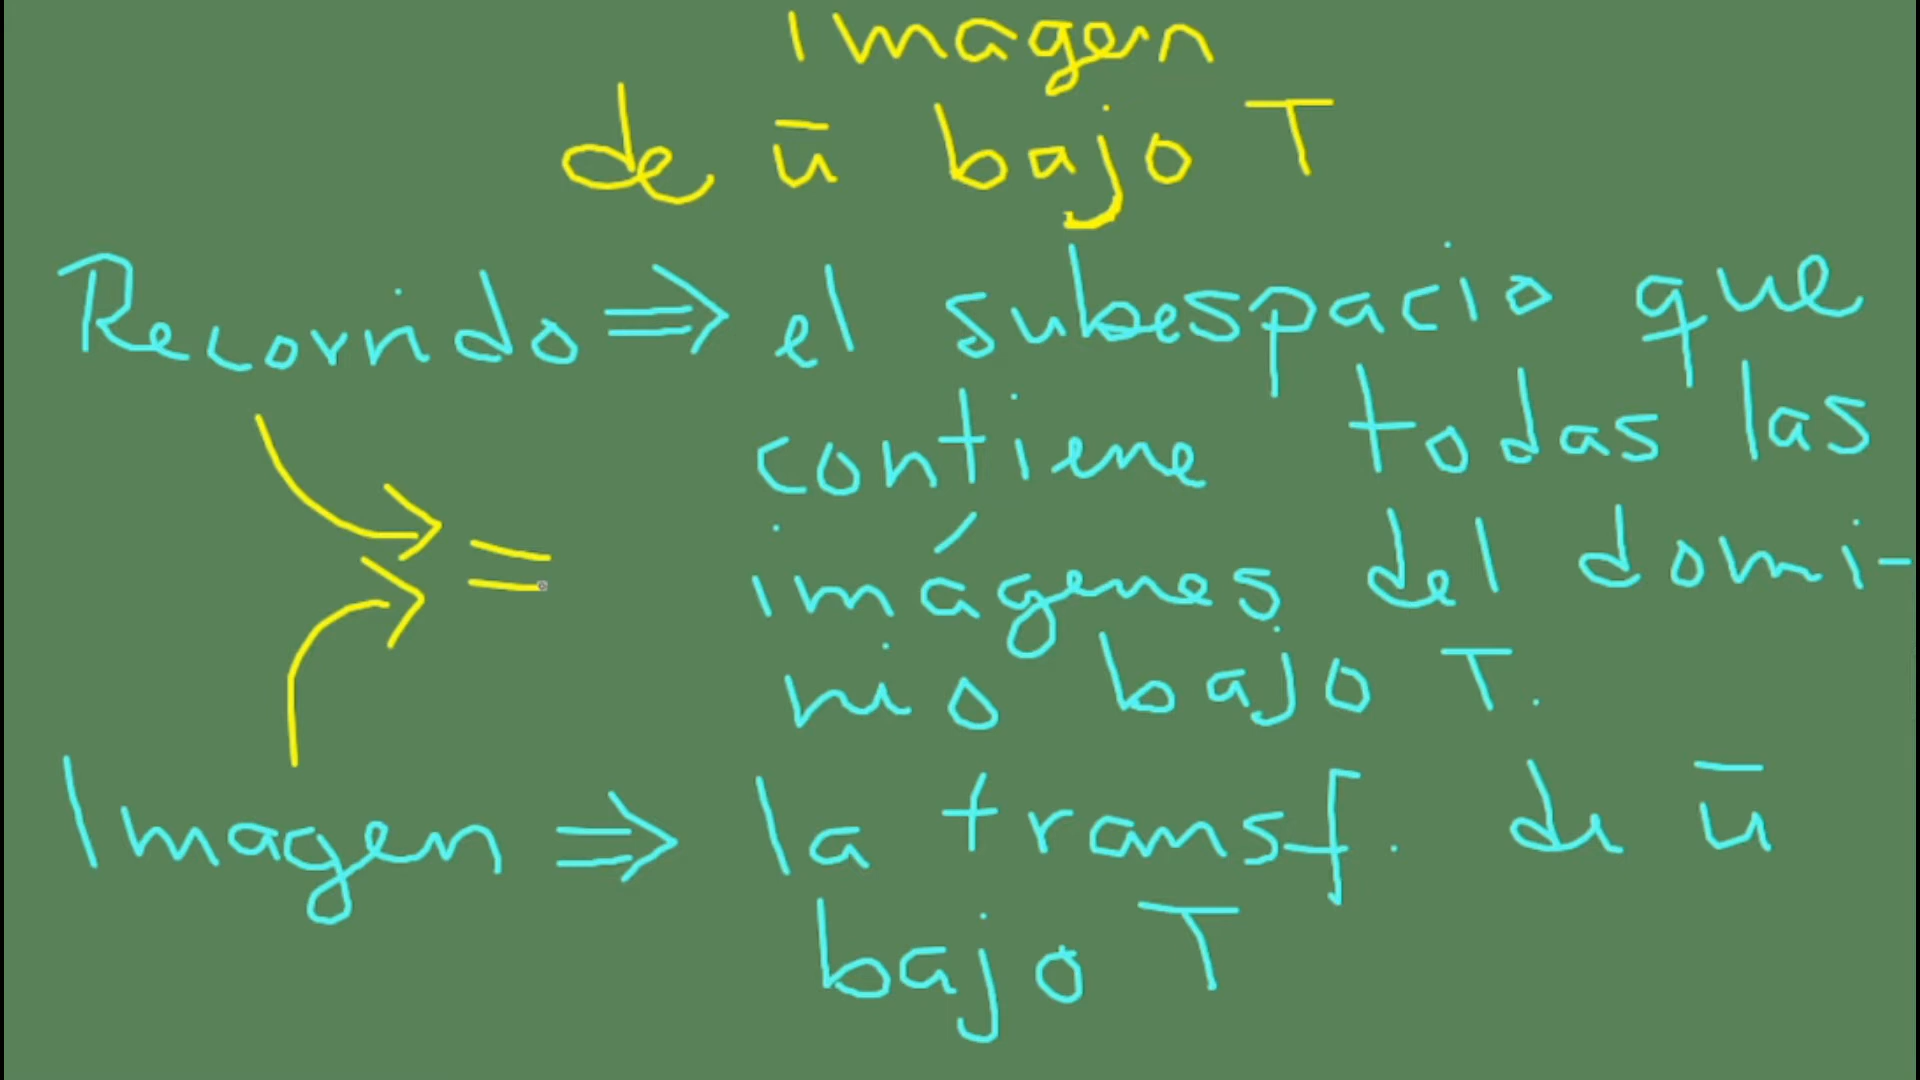 Imagen
de ū bajo T
Recorrido ⇒ el subespacio que
contiene todas las
imágenes del domi-
nio bajo T.
=
Imagen ⇒ la transf. de ū
bajo T